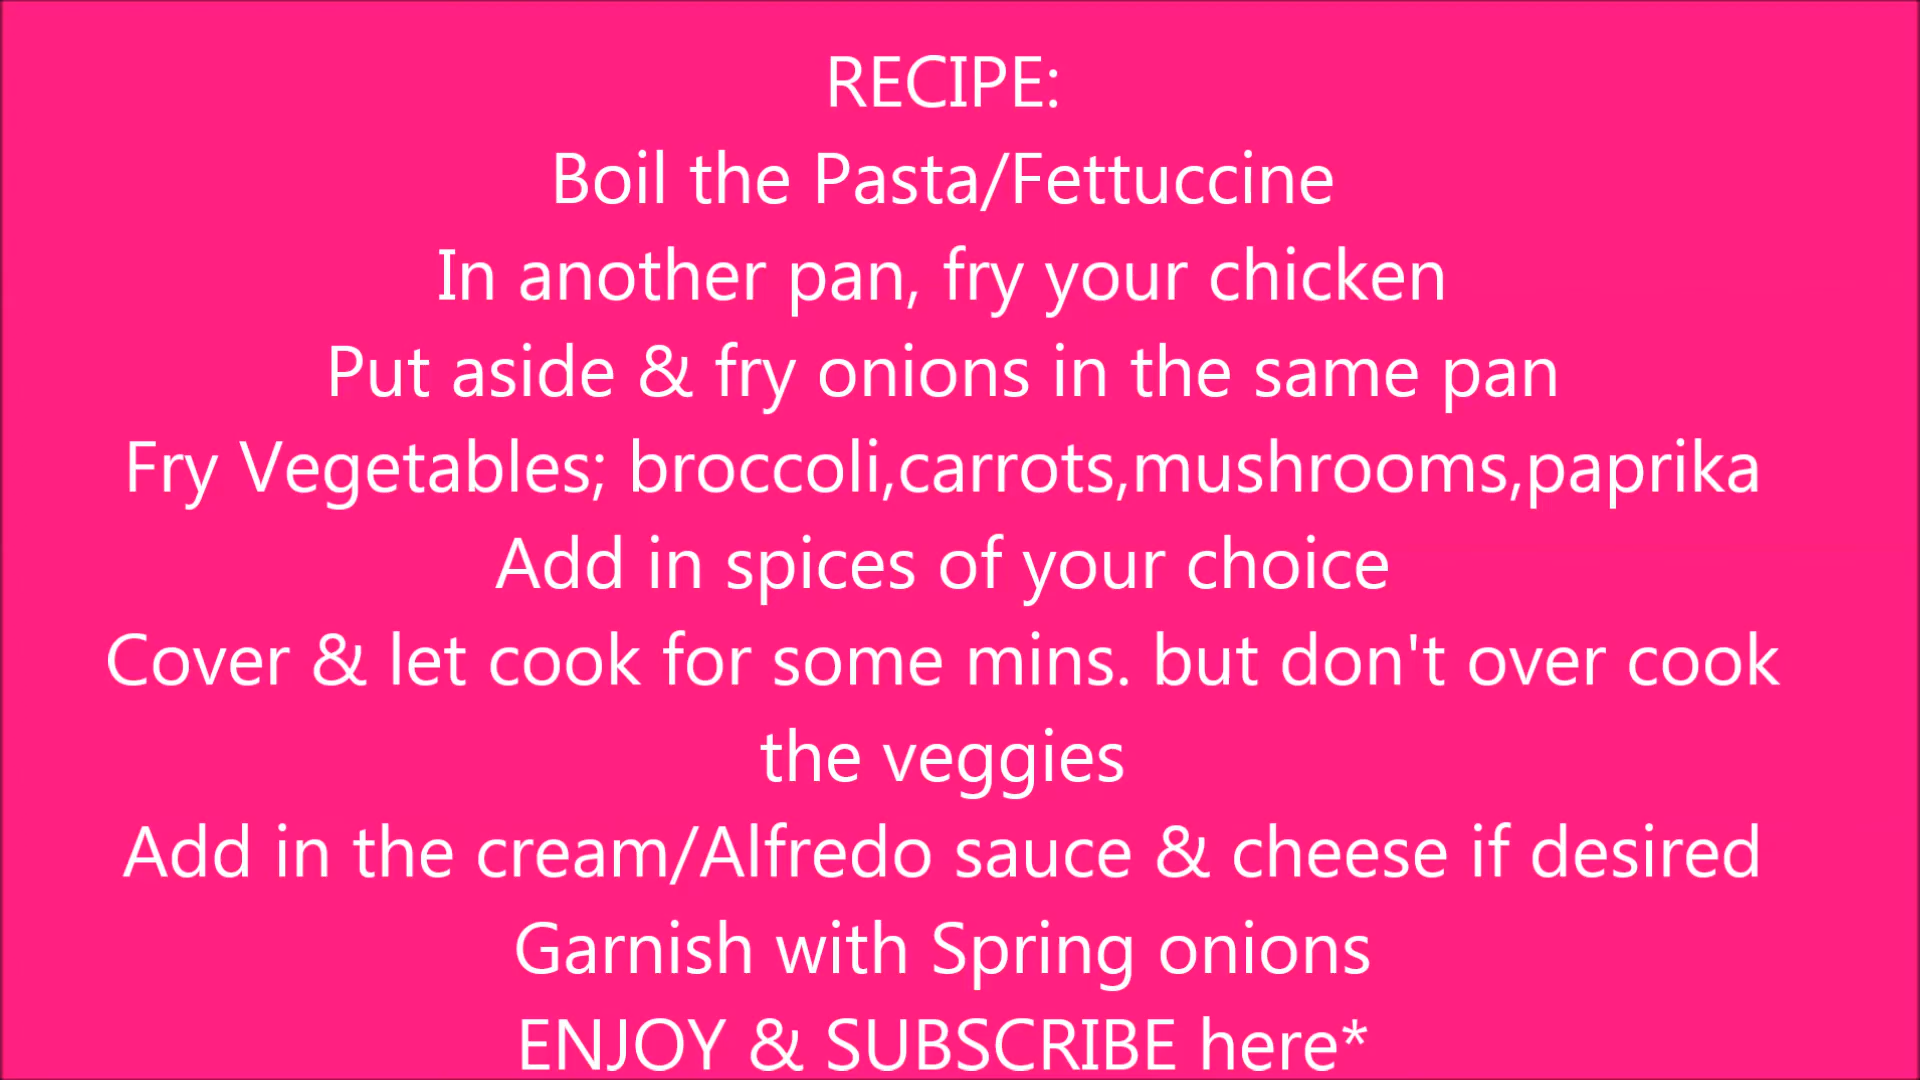 RECIPE:
Boil the Pasta/Fettuccine
In another pan, fry your chicken
Put aside & fry onions in the same pan
Fry Vegetables; broccoli,carrots,mushrooms,paprika
Add in spices of your choice
Cover & let cook for some mins. but don't over cook
the veggies
Add in the cream/Alfredo sauce & cheese if desired
Garnish with Spring onions
ENJOY & SUBSCRIBE here*